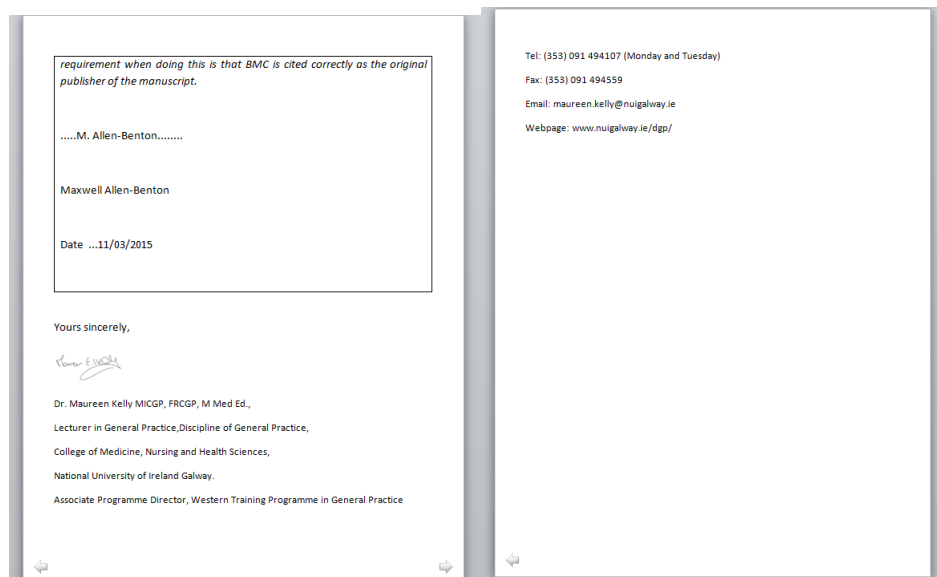 requirement when doing this is that BMC is cited correctly as the original
publisher of the manuscript.
.....M. Allen-Benton........
Maxwell Allen-Benton
Date ...11/03/2015
Yours sincerely,
Dr. Maureen Kelly MICGP, FRCGP, M Med Ed.,
Lecturer in General Practice,Discipline of General Practice,
College of Medicine, Nursing and Health Sciences,
National University of Ireland Galway.
Associate Programme Director, Western Training Programme in General Practice
Tel: (353) 091 494107 (Monday and Tuesday)
Fax: (353) 091 494559
Email: maureen.kelly@nuigalway.ie
Webpage: www.nuigalway.ie/dgp/